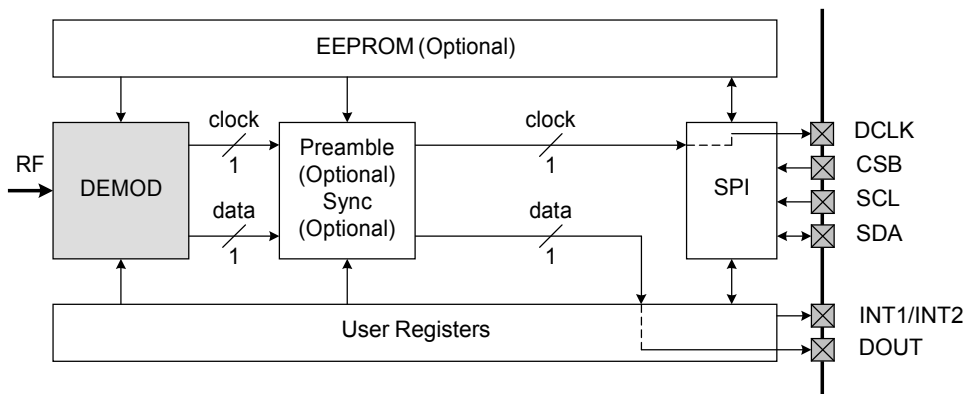 EEPROM (Optional)
RF
DEMOD
clock
1
data
1
Preamble
(Optional)
Sync
(Optional)
clock
1
data
1
SPI
DCLK
CSB
SCL
SDA
User Registers
INT1/INT2
DOUT